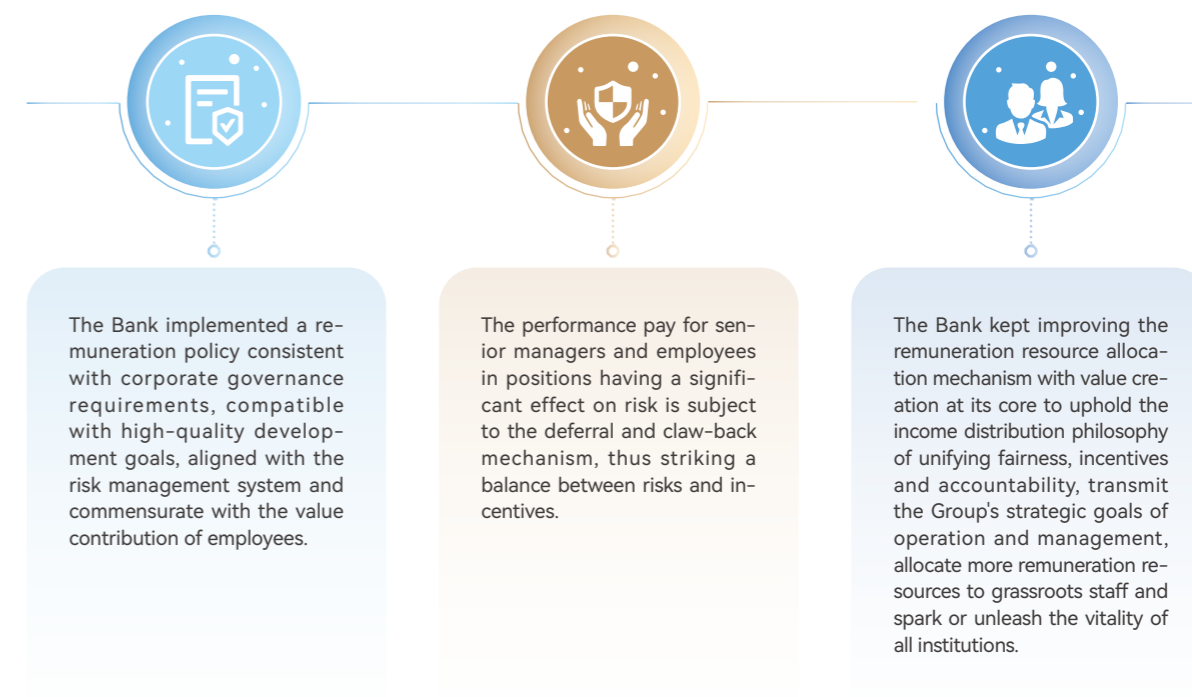 The Bank implemented a re-
muneration policy consistent
with corporate governance
requirements, compatible
with high-quality develop-
ment goals, aligned with the
risk management system and
commensurate with the value
contribution of employees.
The performance pay for sen-
ior managers and employees
in positions having a signifi-
cant effect on risk is subject
to the deferral and claw-back
mechanism, thus striking a
balance between risks and in-
centives.
The Bank kept improving the
remuneration resource alloca-
tion mechanism with value cre-
ation at its core to uphold the
income distribution philosophy
of unifying fairness, incentives
and accountability, transmit
the Group's strategic goals of
operation and management,
allocate more remuneration re-
sources to grassroots staff and
spark or unleash the vitality of
all institutions.